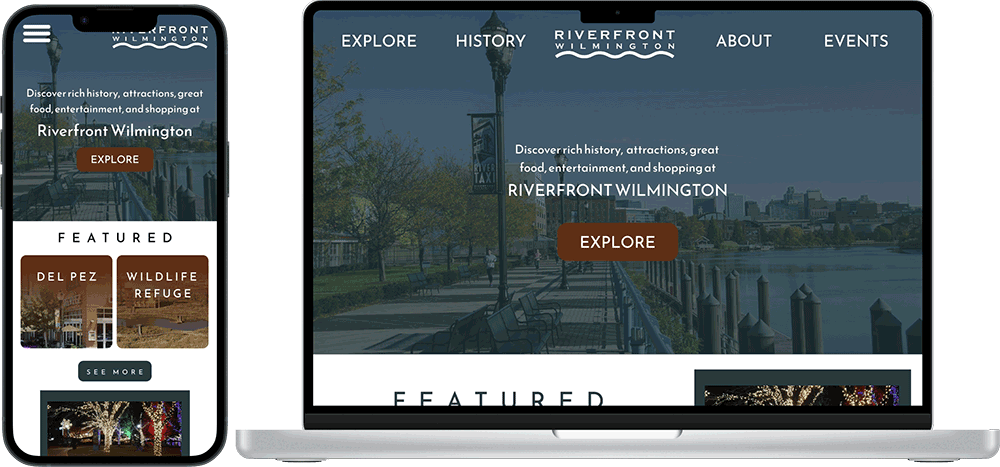 RIVERFRONT
WILMINGTON
Discover rich history, attractions, great
food, entertainment, and shopping at
Riverfront Wilmington
EXPLORE
FEATURED
DEL PEZ
WILDLIFE
REFUGE
SEE MORE
EXPLORE
HISTORY
RIVERFRONT
WILMINGTON
ABOUT
EVENTS
Discover rich history, attractions, great
food, entertainment, and shopping at
RIVERFRONT WILMINGTON
EXPLORE
FEATURED